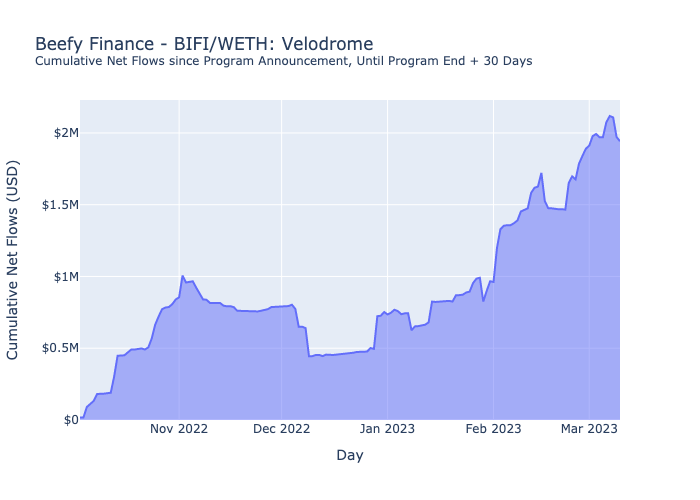 Beefy Finance - BIFI/WETH: Velodrome
Cumulative Net Flows since Program Announcement, Until Program End + 30 Days
Cumulative Net Flows (USD)
$2M
$1.5M
$1M
$0.5M
$0
Nov 2022
Dec 2022
Jan 2023
Feb 2023
Mar 2023
Day